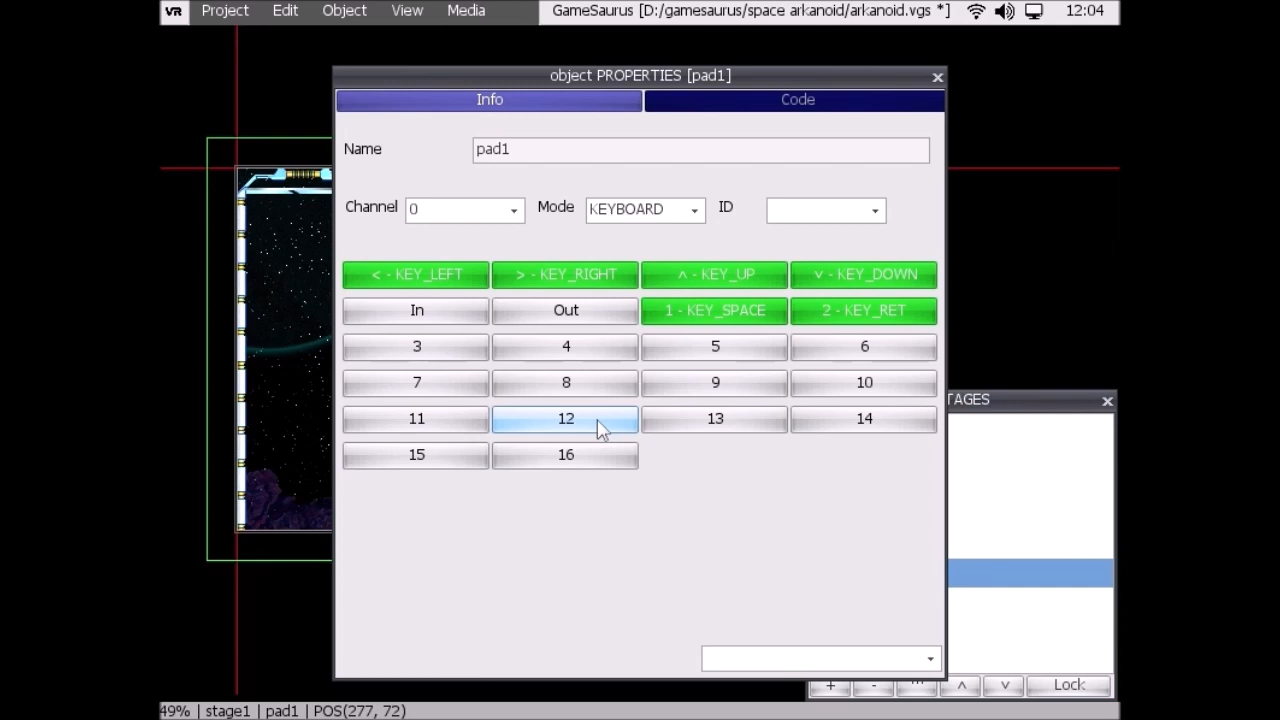 VR Project Edit Object View Media GameSaurus [D:/gamesaurus/space arkanoid/arkanoid.vgs *] 12:04
object PROPERTIES [pad1]
Info Code
Name pad1
Channel 0 Mode KEYBOARD ID
< - KEY_LEFT > - KEY_RIGHT ^ - KEY_UP v - KEY_DOWN
In Out 1 - KEY_SPACE 2 - KEY_RET
3 4 5 6
7 8 9 10
TAGES
11 12 13 14
15 16
+ - ^ v Lock
49% | stage1 | pad1 | POS(277, 72)